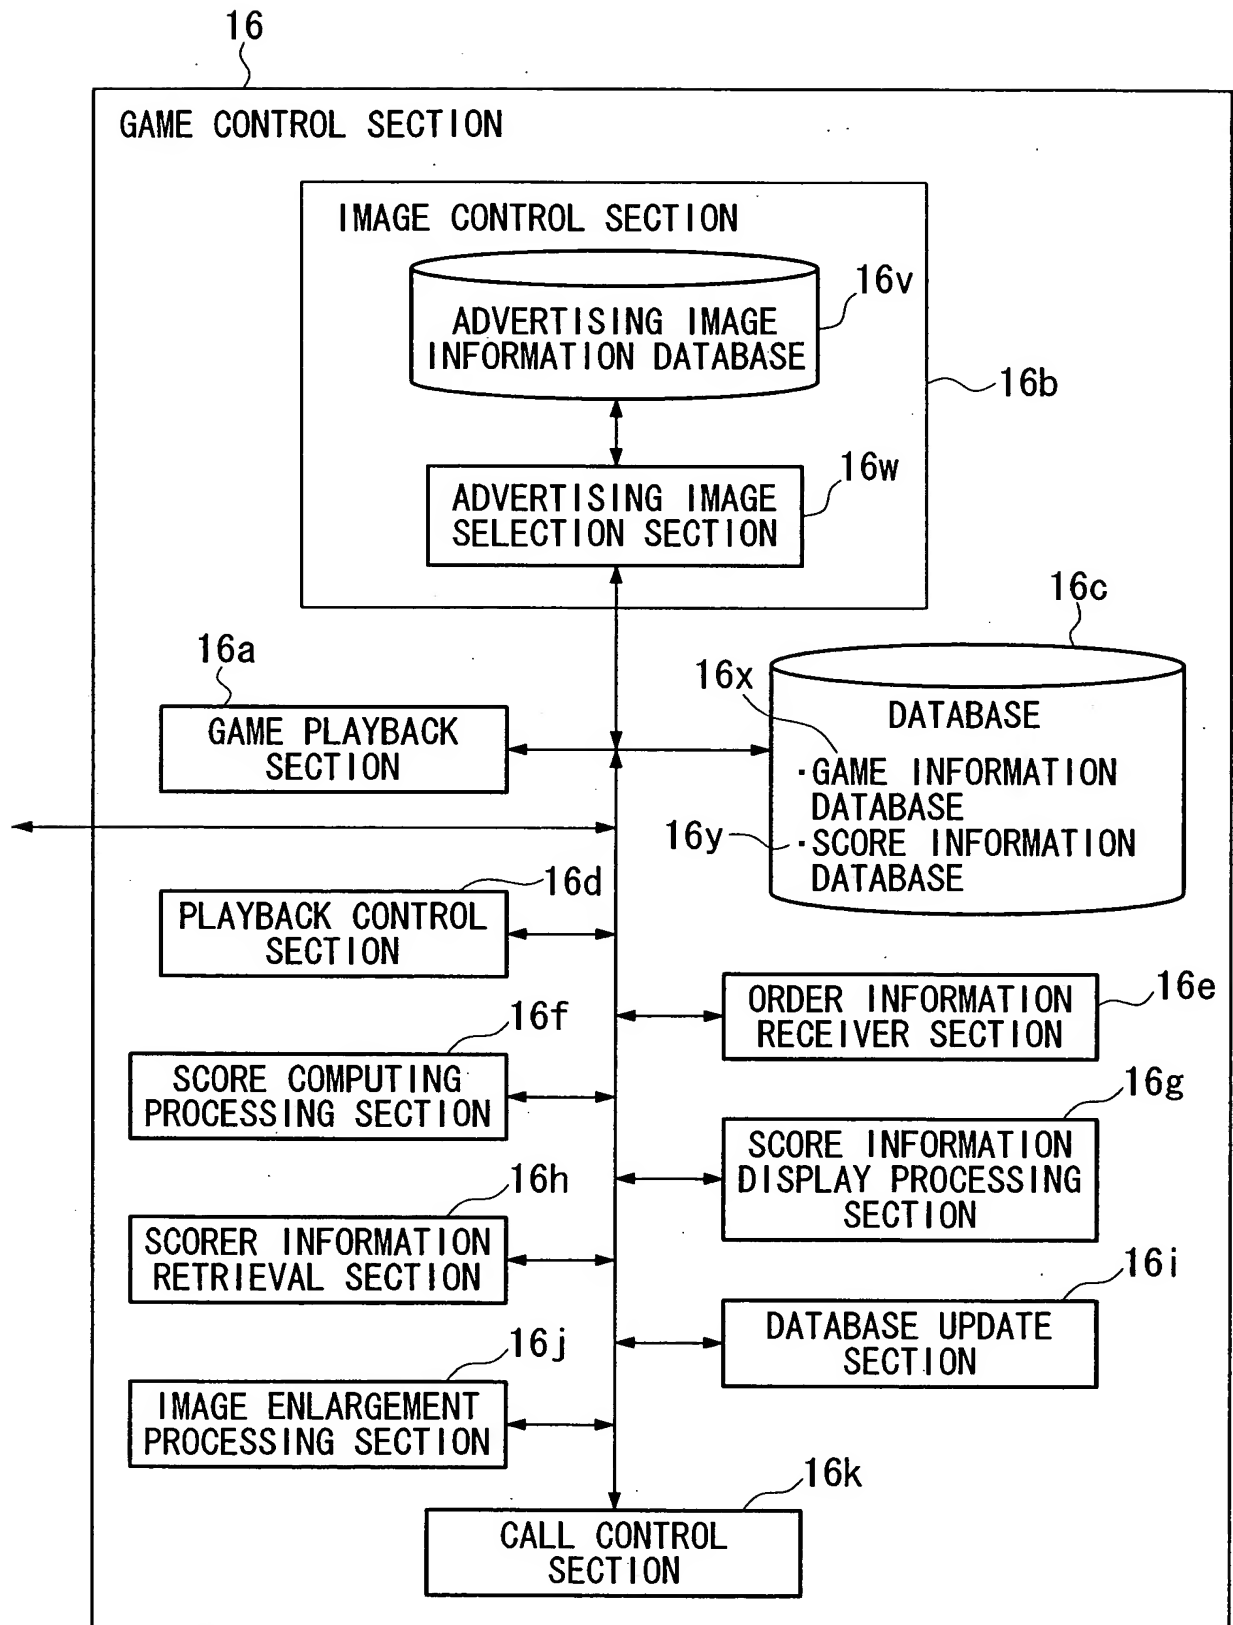 16
GAME CONTROL SECTION
IMAGE CONTROL SECTION
16v
ADVERTISING IMAGE
INFORMATION DATABASE
16b
16w
ADVERTISING IMAGE
SELECTION SECTION
16c
16a
16x
GAME PLAYBACK
SECTION
DATABASE
·GAME INFORMATION
DATABASE
16y
·SCORE INFORMATION
DATABASE
16d
PLAYBACK CONTROL
SECTION
16e
ORDER INFORMATION
RECEIVER SECTION
16f
SCORE COMPUTING
PROCESSING SECTION
16g
SCORE INFORMATION
DISPLAY PROCESSING
SECTION
16h
SCORER INFORMATION
RETRIEVAL SECTION
16i
DATABASE UPDATE
SECTION
16j
IMAGE ENLARGEMENT
PROCESSING SECTION
16k
CALL CONTROL
SECTION